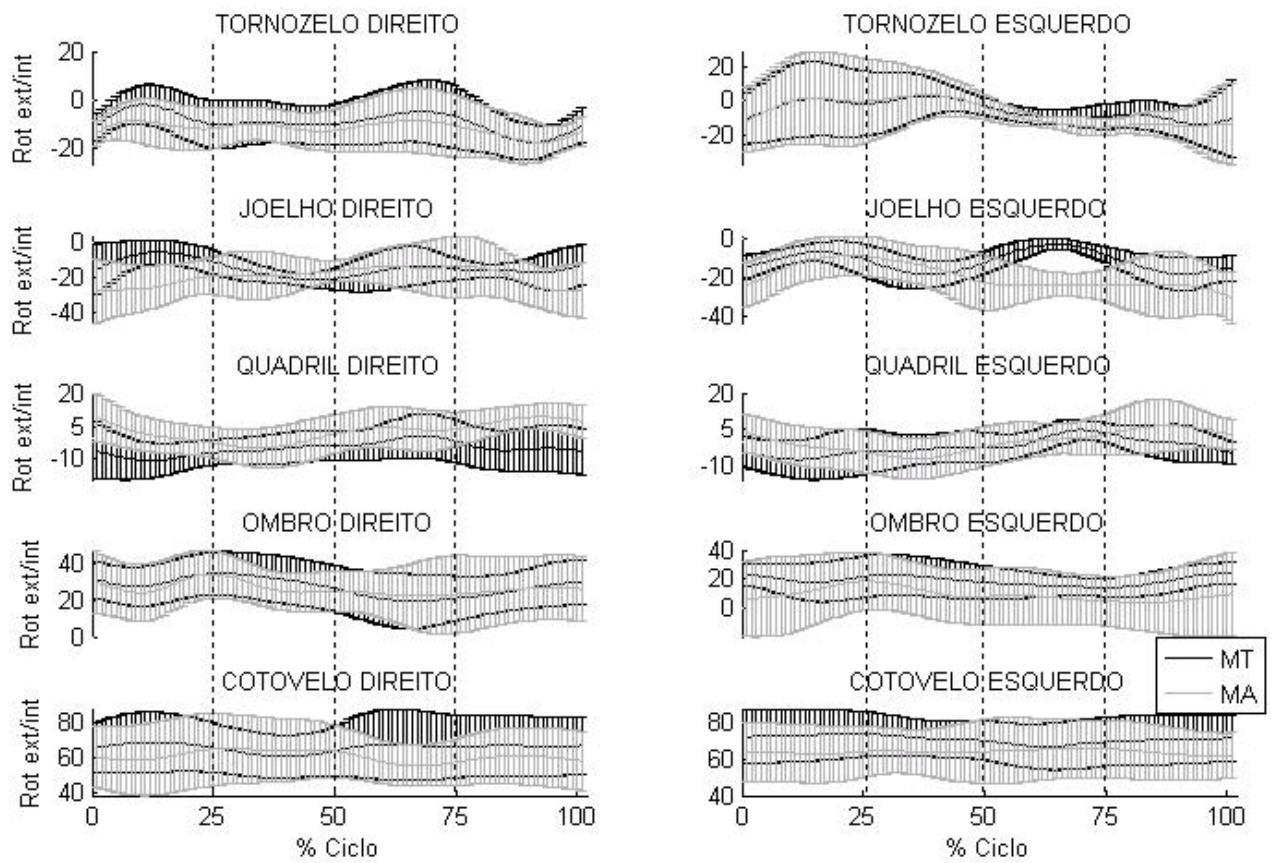 TORNOZELO DIREITO
TORNOZELO ESQUERDO
Rot ext/int
20
0
-20
20
0
-20
JOELHO DIREITO
JOELHO ESQUERDO
Rot ext/int
0
-20
-40
0
-20
-40
QUADRIL DIREITO
QUADRIL ESQUERDO
Rot ext/int
20
5
-10
20
5
-10
OMBRO DIREITO
OMBRO ESQUERDO
Rot ext/int
40
20
0
40
20
0
MT
MA
COTOVELO DIREITO
COTOVELO ESQUERDO
Rot ext/int
80
60
40
80
60
40
0 25 50 75 100
0 25 50 75 100
% Ciclo
% Ciclo